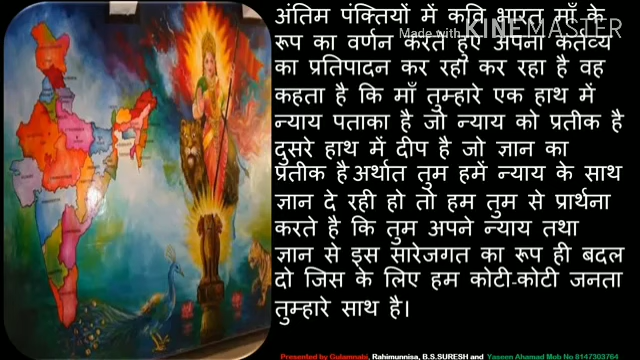 अंतिम पंक्तियों में कवि भारत माँ के
Made with KINEMASTER
रूप का वर्णन करते हुए अपना कर्तव्य
का प्रतिपादन कर रहा कर रहा है वह
कहता है कि माँ तुम्हारे एक हाथ में
न्याय पताका है जो न्याय को प्रतीक है
दुसरे हाथ में दीप है जो ज्ञान का
प्रतीक है अर्थात तुम हमें न्याय के साथ
ज्ञान दे रही हो तो हम तुम से प्रार्थना
करते है कि तुम अपने न्याय तथा
ज्ञान से इस सारेजगत का रूप ही बदल
दो जिस के लिए हम कोटी-कोटी जनता
तुम्हारे साथ है।
Presented by Gulamnabi, Rahimunnisa, B.S.SURESH and Yaseen Ahamad Mob No 8147303764